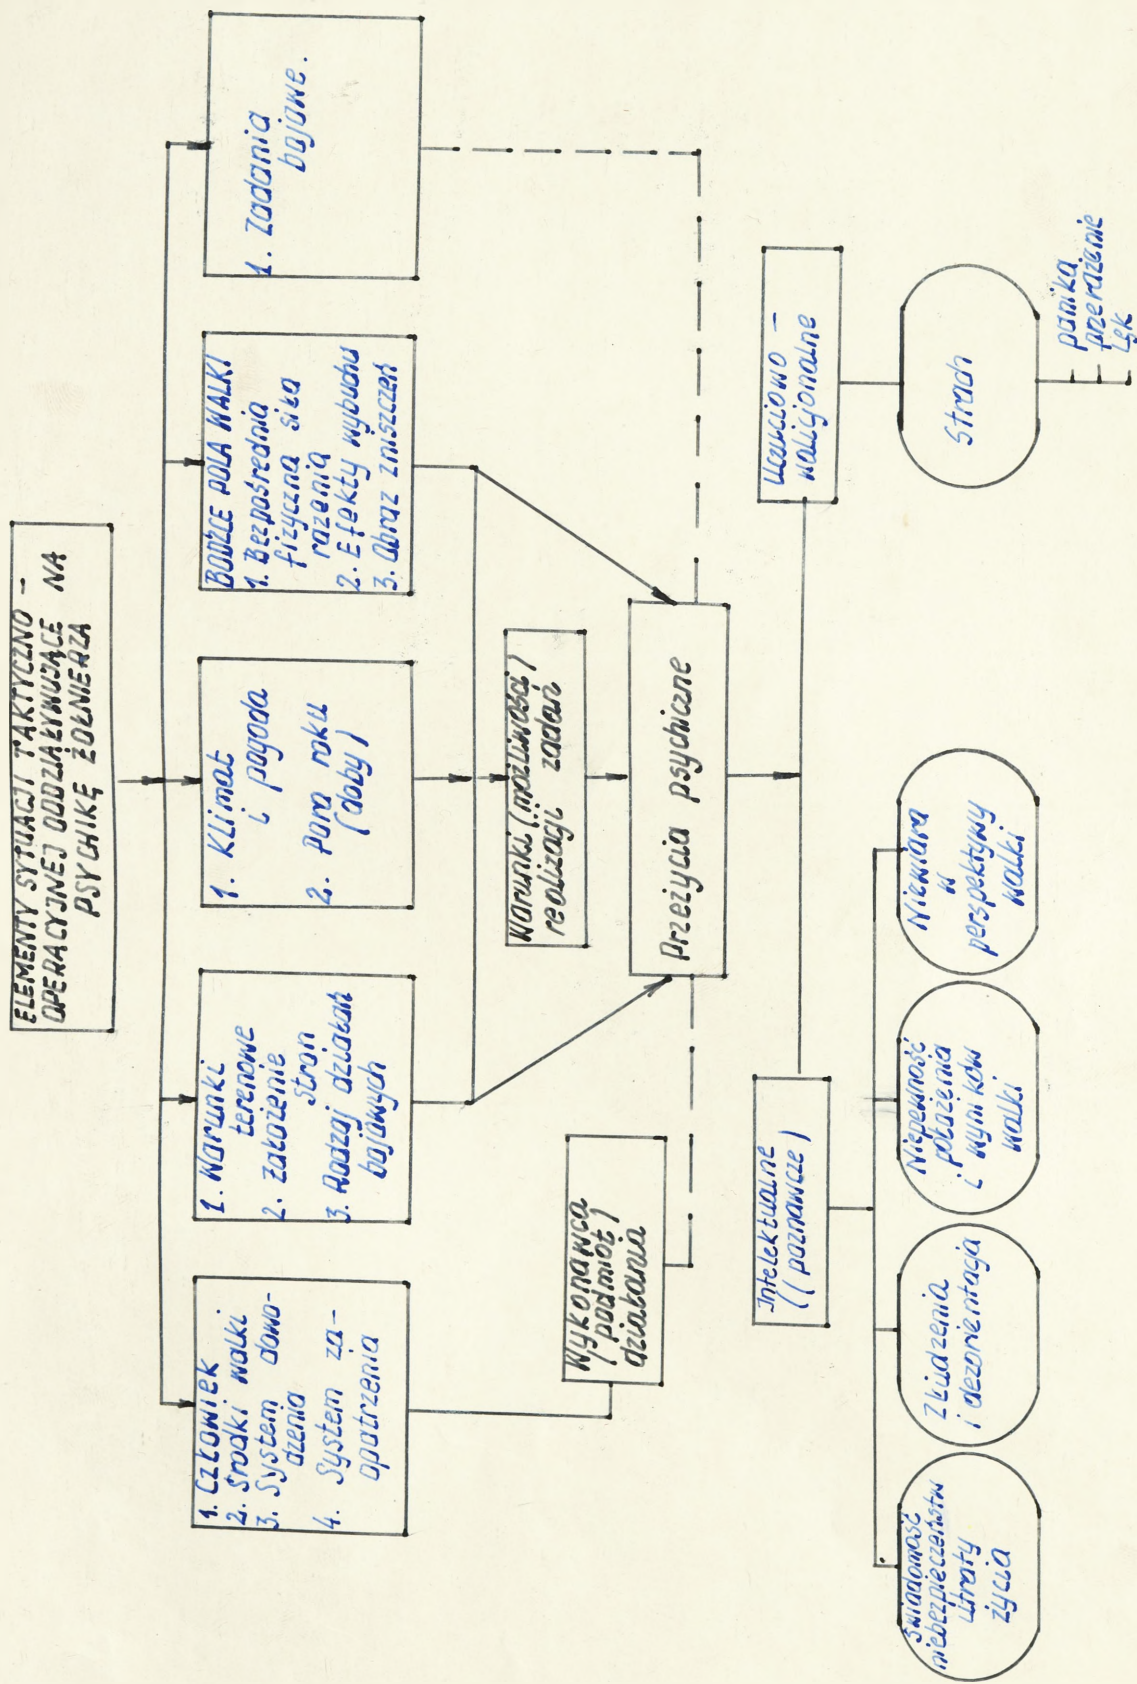 ELEMENTY SYTUACJI TAKTYCZNO –
OPERACYJNEJ ODDZIAŁYWUJĄCE NA
PSYCHIKĘ ŻOŁNIERZA
1. CZŁOWIEK
2. Środki walki
3. System dowo-
dzenia
4. System za-
opatrzenia
1. Warunki
terenowe
2. Założenie
Stron
3. Rodzaj działań
bojowych
1. Klimat
i pogoda
2. Pora roku
(doby)
BODŹCE POLA WALKI
1. Bezpośrednia
fizyczna siła
rażenia
2. Efekty wybuchu
3. Obraz zniszczeń
1. Zadania
bojowe.
Wykonawca
(podmiot)
działania
Warunki (możliwości)
realizacji zadań
Przeżycia psychiczne
Intelektualne
((poznawcze)
Uczuciowo –
wolicjonalne
Świadomość
niebezpieczeństw
utraty
życia
Złudzenia
i dezorientacja
Niepewność
położenia
i wyników
walki
Niewiara
w
perspektywy
walki
Strach
panika
przerażenie
Lęk